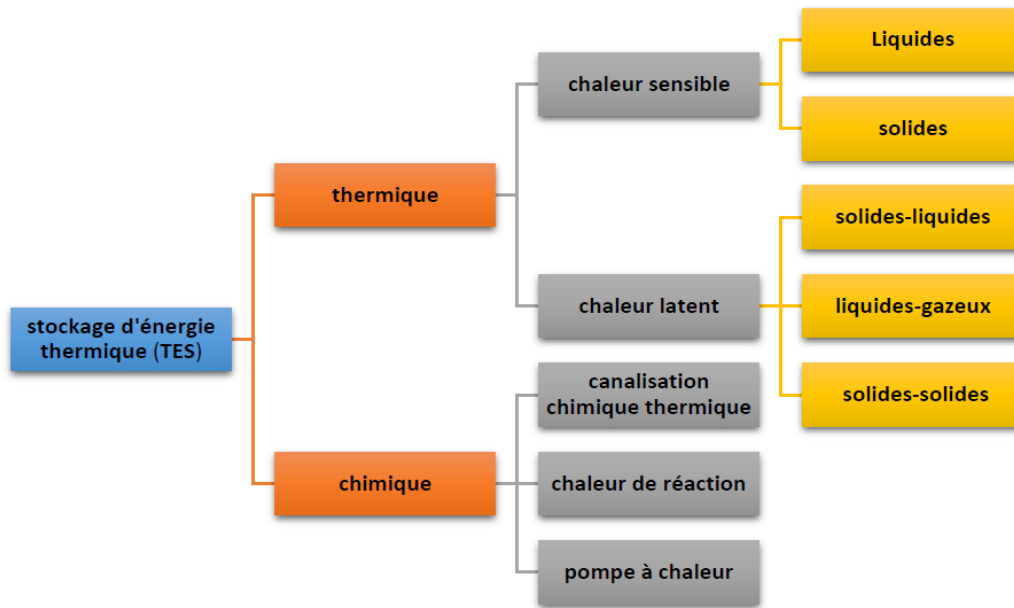 Liquides
chaleur sensible
solides
thermique
solides-liquides
chaleur latent
liquides-gazeux
stockage d'énergie
thermique (TES)
canalisation
chimique thermique
solides-solides
chimique
chaleur de réaction
pompe à chaleur